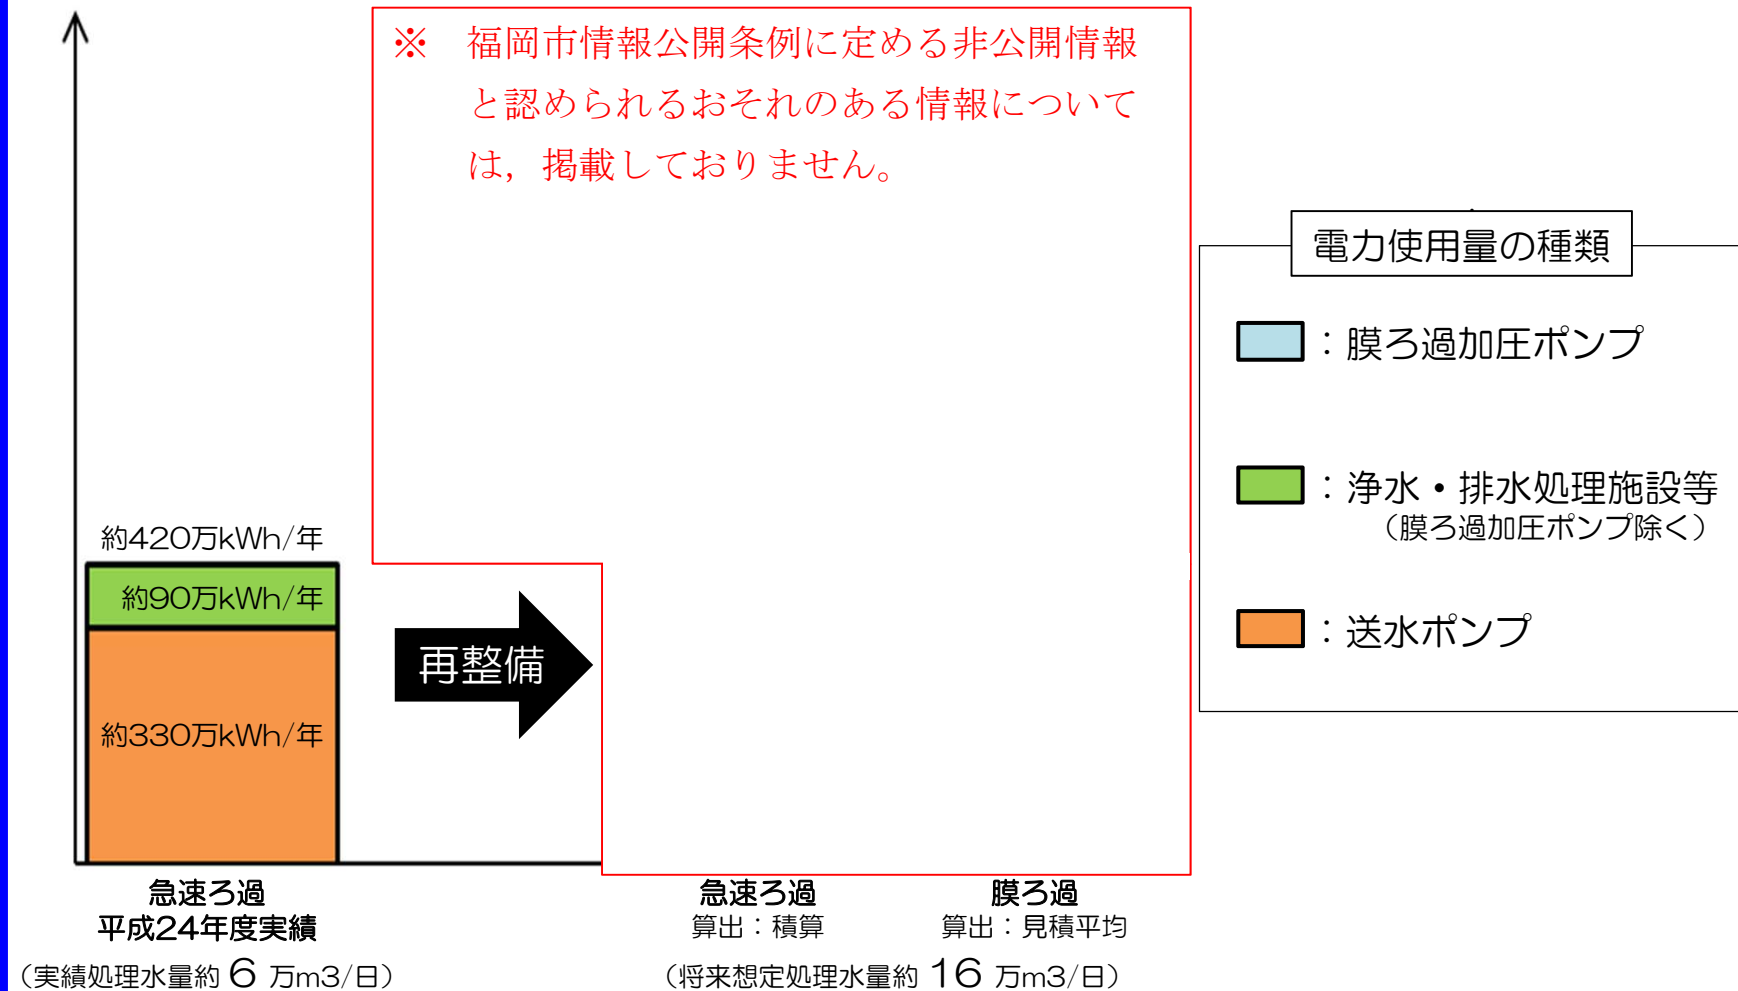 ※　福岡市情報公開条例に定める非公開情報
と認められるおそれのある情報について
は，掲載しておりません。
電力使用量の種類
：膜ろ過加圧ポンプ
：浄水・排水処理施設等
（膜ろ過加圧ポンプ除く）
：送水ポンプ
約420万kWh/年
約90万kWh/年
約330万kWh/年
再整備
急速ろ過
平成24年度実績
（実績処理水量約 6 万m3/日）
急速ろ過
算出：積算
膜ろ過
算出：見積平均
（将来想定処理水量約 16 万m3/日）